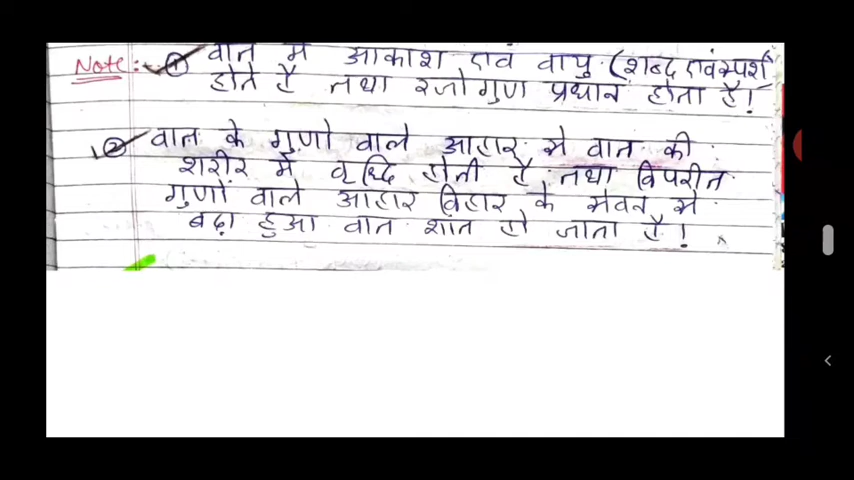 Note:- ① वात में आकाश एवं वायु (शब्द एवं स्पर्श
होते है तथा रजोगुण प्रधान होता है!
② वात के गुणो वाले आहार से वात की
शरीर में वृध्दि होती है तथा विपरीत
गुणों वाले आहार विहार के सेवन से
बढा हुआ वात शांत हो जाता है!